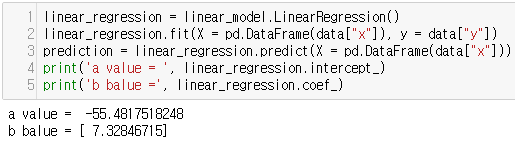 1 linear_regression = linear_model.LinearRegression()
2 linear_regression.fit(X = pd.DataFrame(data["x"]), y = data["y"])
3 prediction = linear_regression.predict(X = pd.DataFrame(data["x"]))
4 print('a value = ', linear_regression.intercept_)
5 print('b balue =', linear_regression.coef_)
a value =  -55.4817518248
b balue = [ 7.32846715]